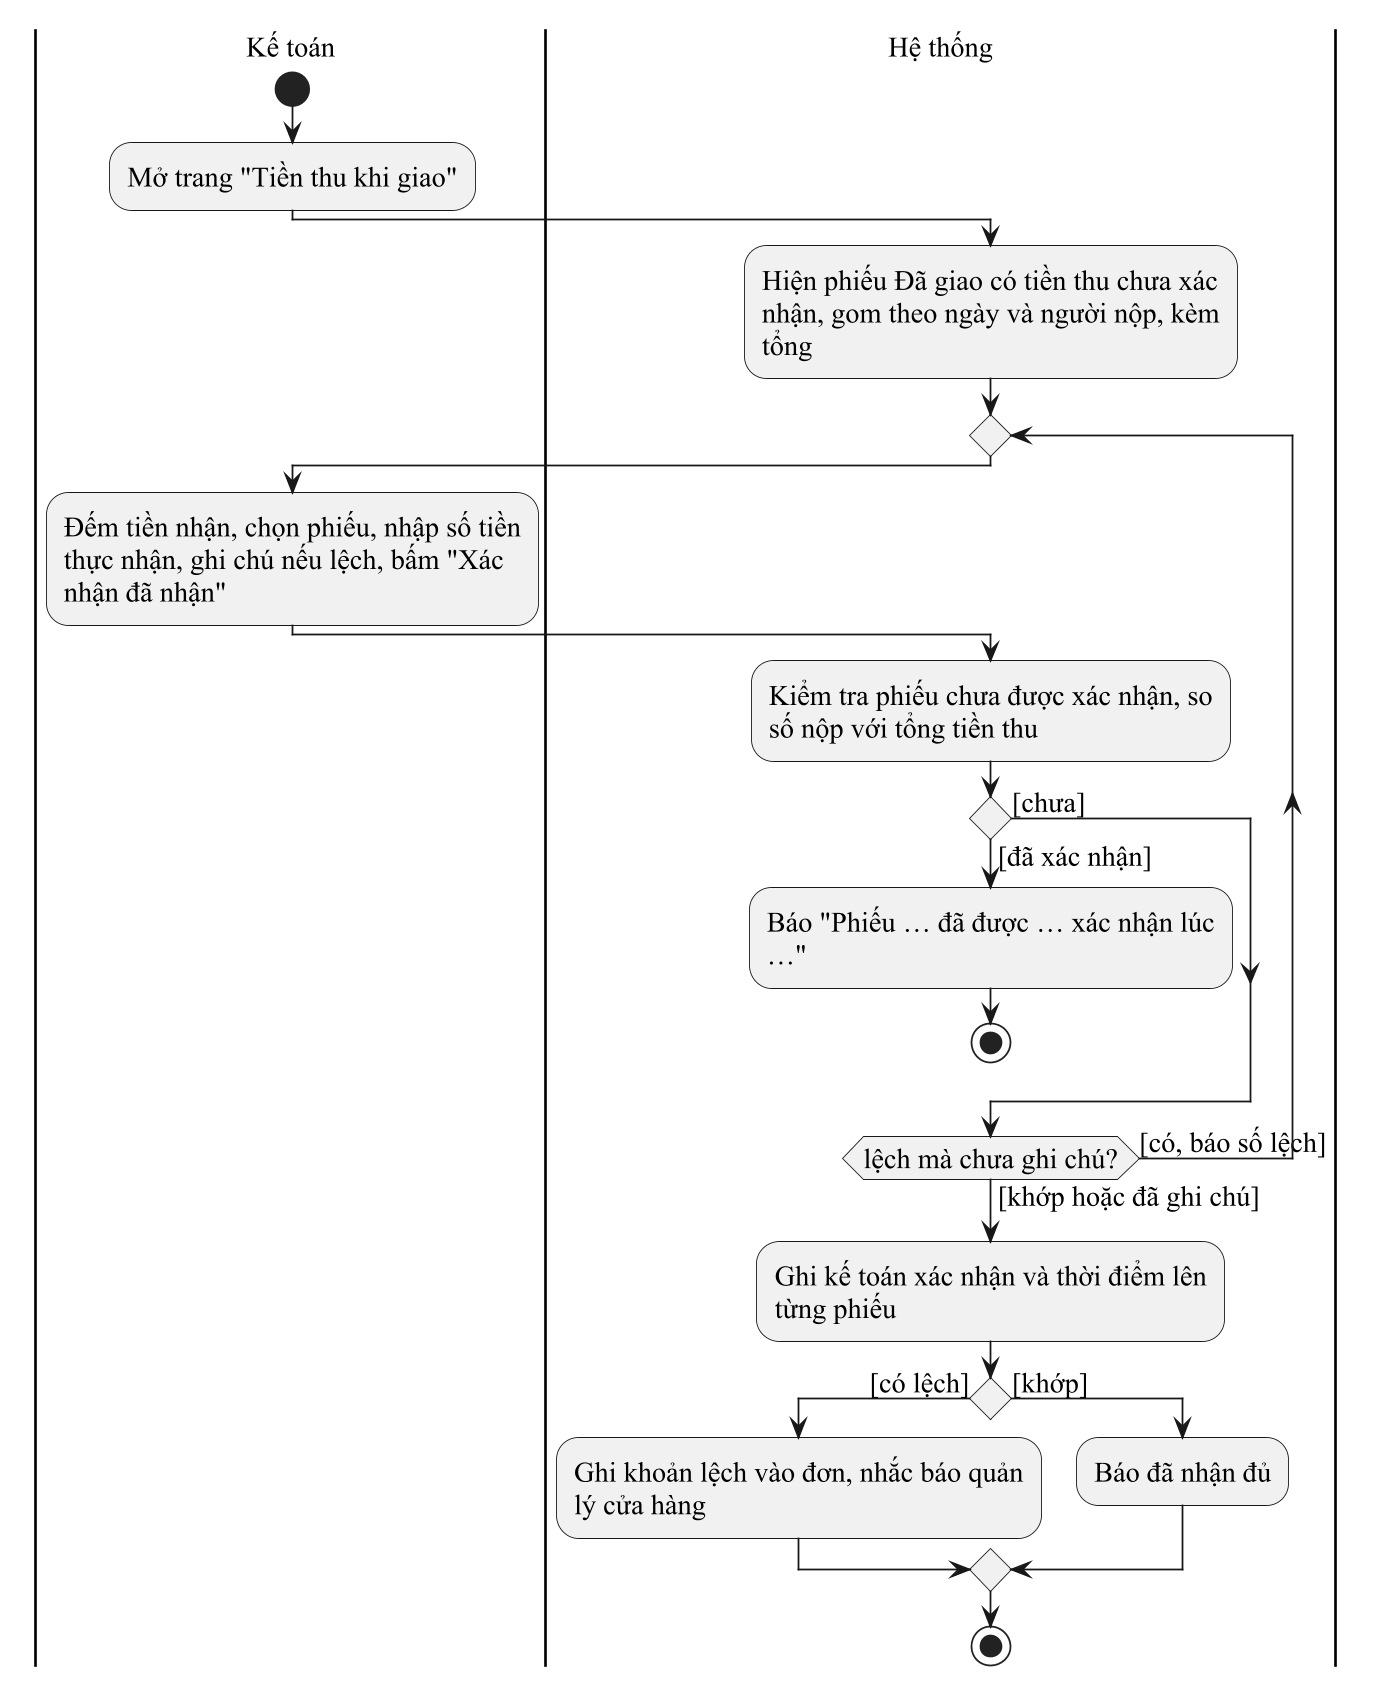 Kế toán
Hệ thống
Mở trang "Tiền thu khi giao"
Hiện phiếu Đã giao có tiền thu chưa xác
nhận, gom theo ngày và người nộp, kèm
tổng
Đếm tiền nhận, chọn phiếu, nhập số tiền
thực nhận, ghi chú nếu lệch, bấm "Xác
nhận đã nhận"
Kiểm tra phiếu chưa được xác nhận, so
số nộp với tổng tiền thu
[chưa]
[đã xác nhận]
Báo "Phiếu … đã được … xác nhận lúc
…"
lệch mà chưa ghi chú?
[có, báo số lệch]
[khớp hoặc đã ghi chú]
Ghi kế toán xác nhận và thời điểm lên
từng phiếu
[có lệch]
[khớp]
Ghi khoản lệch vào đơn, nhắc báo quản
lý cửa hàng
Báo đã nhận đủ